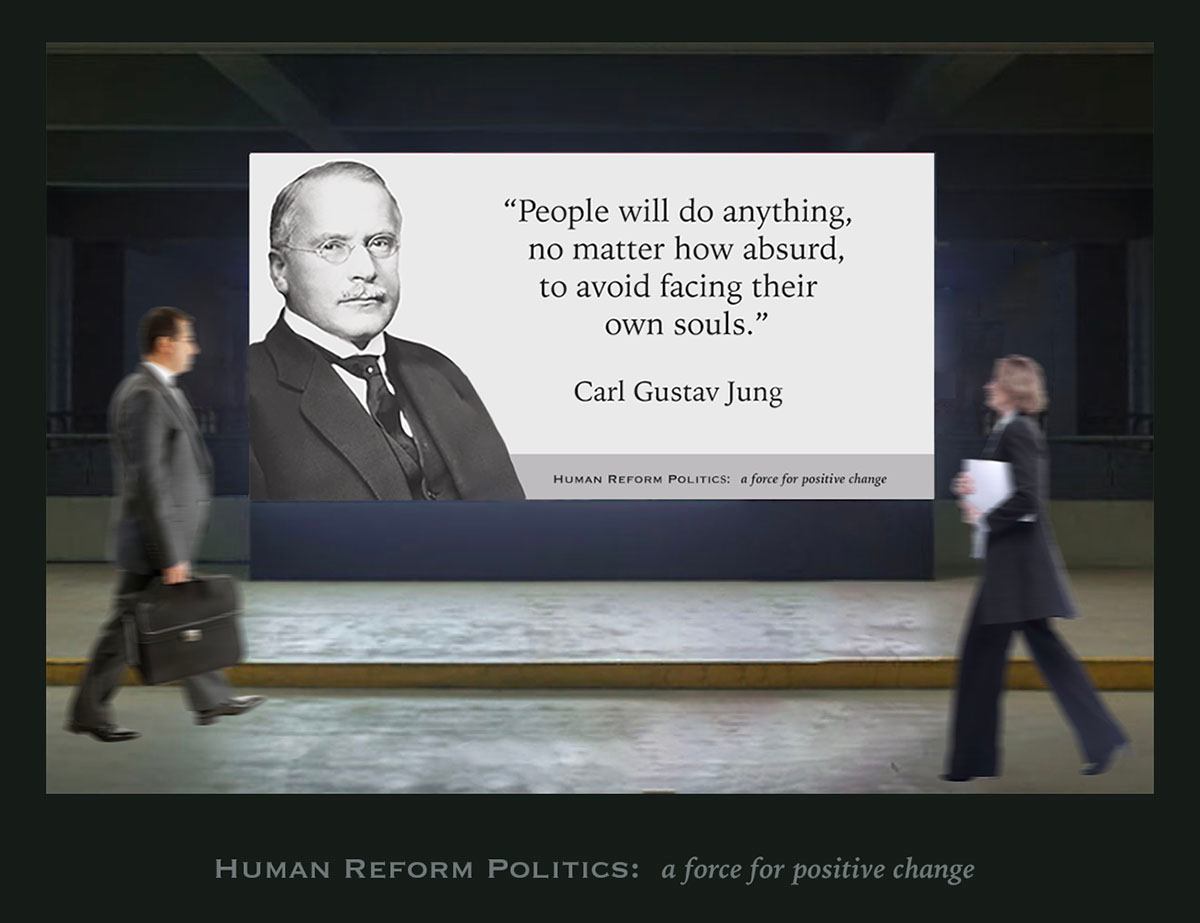 “People will do anything,
no matter how absurd,
to avoid facing their
own souls.”
Carl Gustav Jung
Human Reform Politics: a force for positive change
Human Reform Politics: a force for positive change